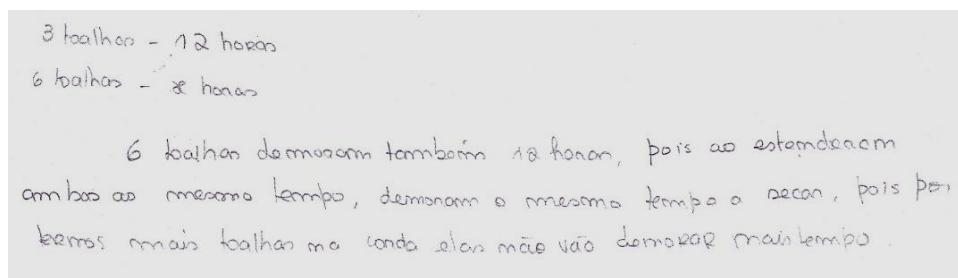 3 toalhas - 12 horas
6 toalhas - x horas
6 toalhas demoram também 12 horas, pois ao estenderem
ambas ao mesmo tempo, demoram o mesmo tempo a secar, pois por
termos mais toalhas na corda elas não vão demorar mais tempo.